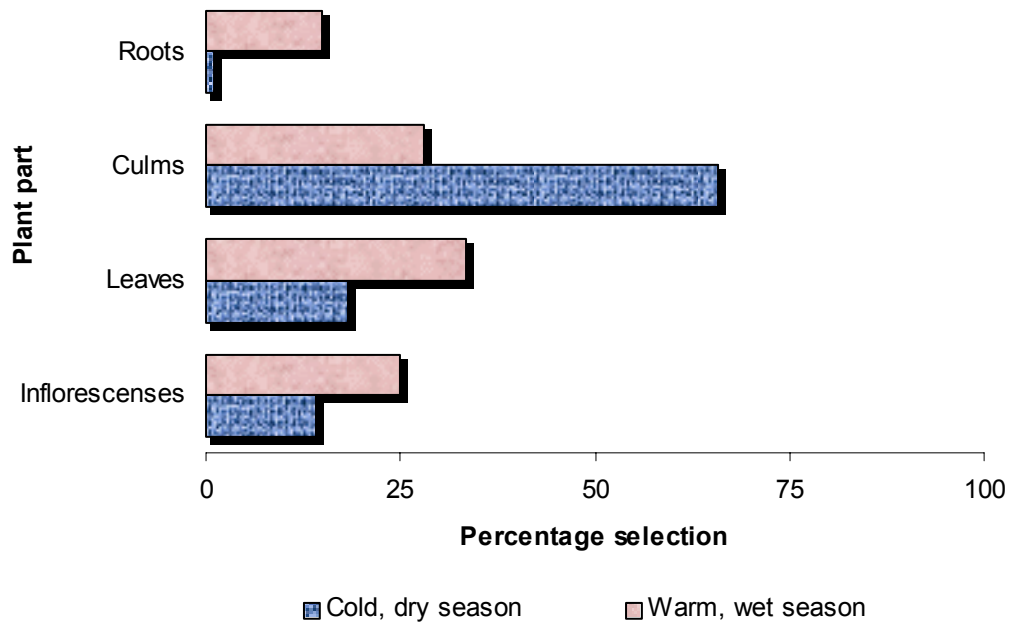 Roots
Culms
Leaves
Inflorescenses
Plant part
0 25 50 75 100
Percentage selection
Cold, dry season Warm, wet season